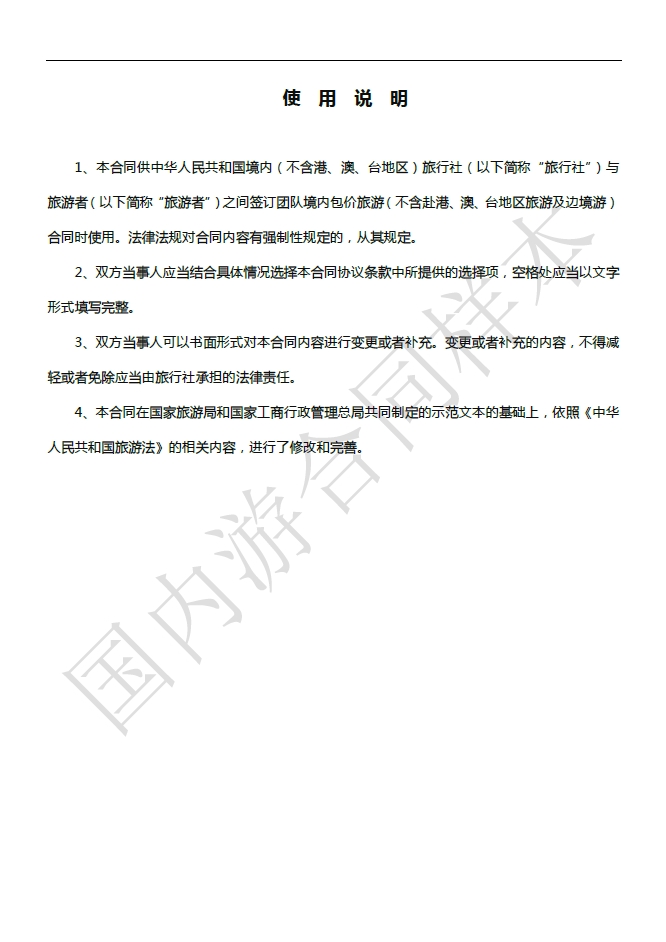 使 用 说 明
1、本合同供中华人民共和国境内（不含港、澳、台地区）旅行社（以下简称“旅行社”）与
旅游者（以下简称“旅游者”）之间签订团队境内包价旅游（不含赴港、澳、台地区旅游及边境游）
合同时使用。法律法规对合同内容有强制性规定的，从其规定。
2、双方当事人应当结合具体情况选择本合同协议条款中所提供的选择项，空格处应当以文字
形式填写完整。
3、双方当事人可以书面形式对本合同内容进行变更或者补充。变更或者补充的内容，不得减
轻或者免除应当由旅行社承担的法律责任。
4、本合同在国家旅游局和国家工商行政管理总局共同制定的示范文本的基础上，依照《中华
人民共和国旅游法》的相关内容，进行了修改和完善。
国内游合同样本